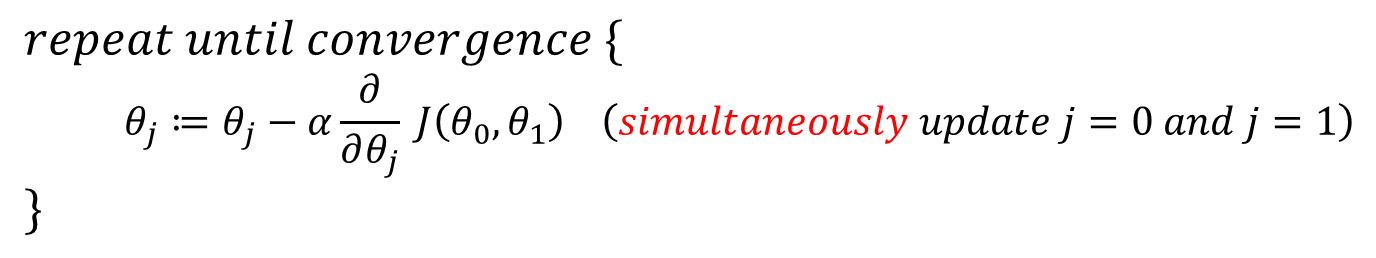 repeat until convergence {
θ_j ≔ θ_j − α ∂/∂θ_j J(θ_0, θ_1) (simultaneously update j = 0 and j = 1)
}